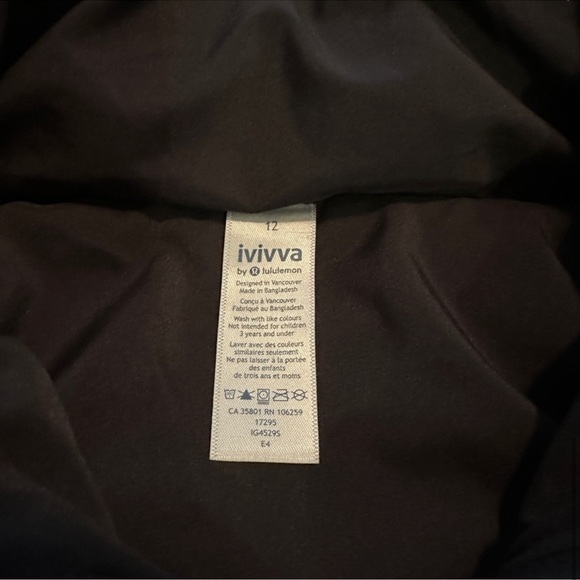 12
ivivva
by lululemon
Designed in Vancouver
Made in Bangladesh
Conçu à Vancouver
Fabriqué au Bangladesh
Wash with like colours
Not intended for children
3 years and under
Laver avec des couleurs
similaires seulement
Ne pas laisser à la portée
des enfants
de trois ans et moins
CA 35801 RN 106259
17295
IG4529S
E4